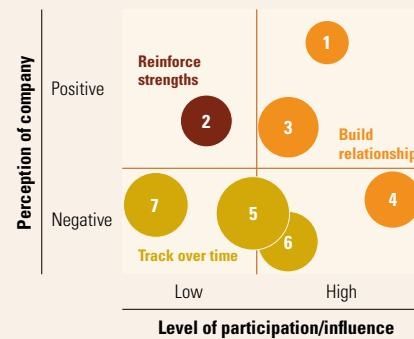 Perception of company
Positive
Negative
Reinforce
strengths
1
2
3
Build
relationship
4
5
6
7
Track over time
Low
High
Level of participation/influence